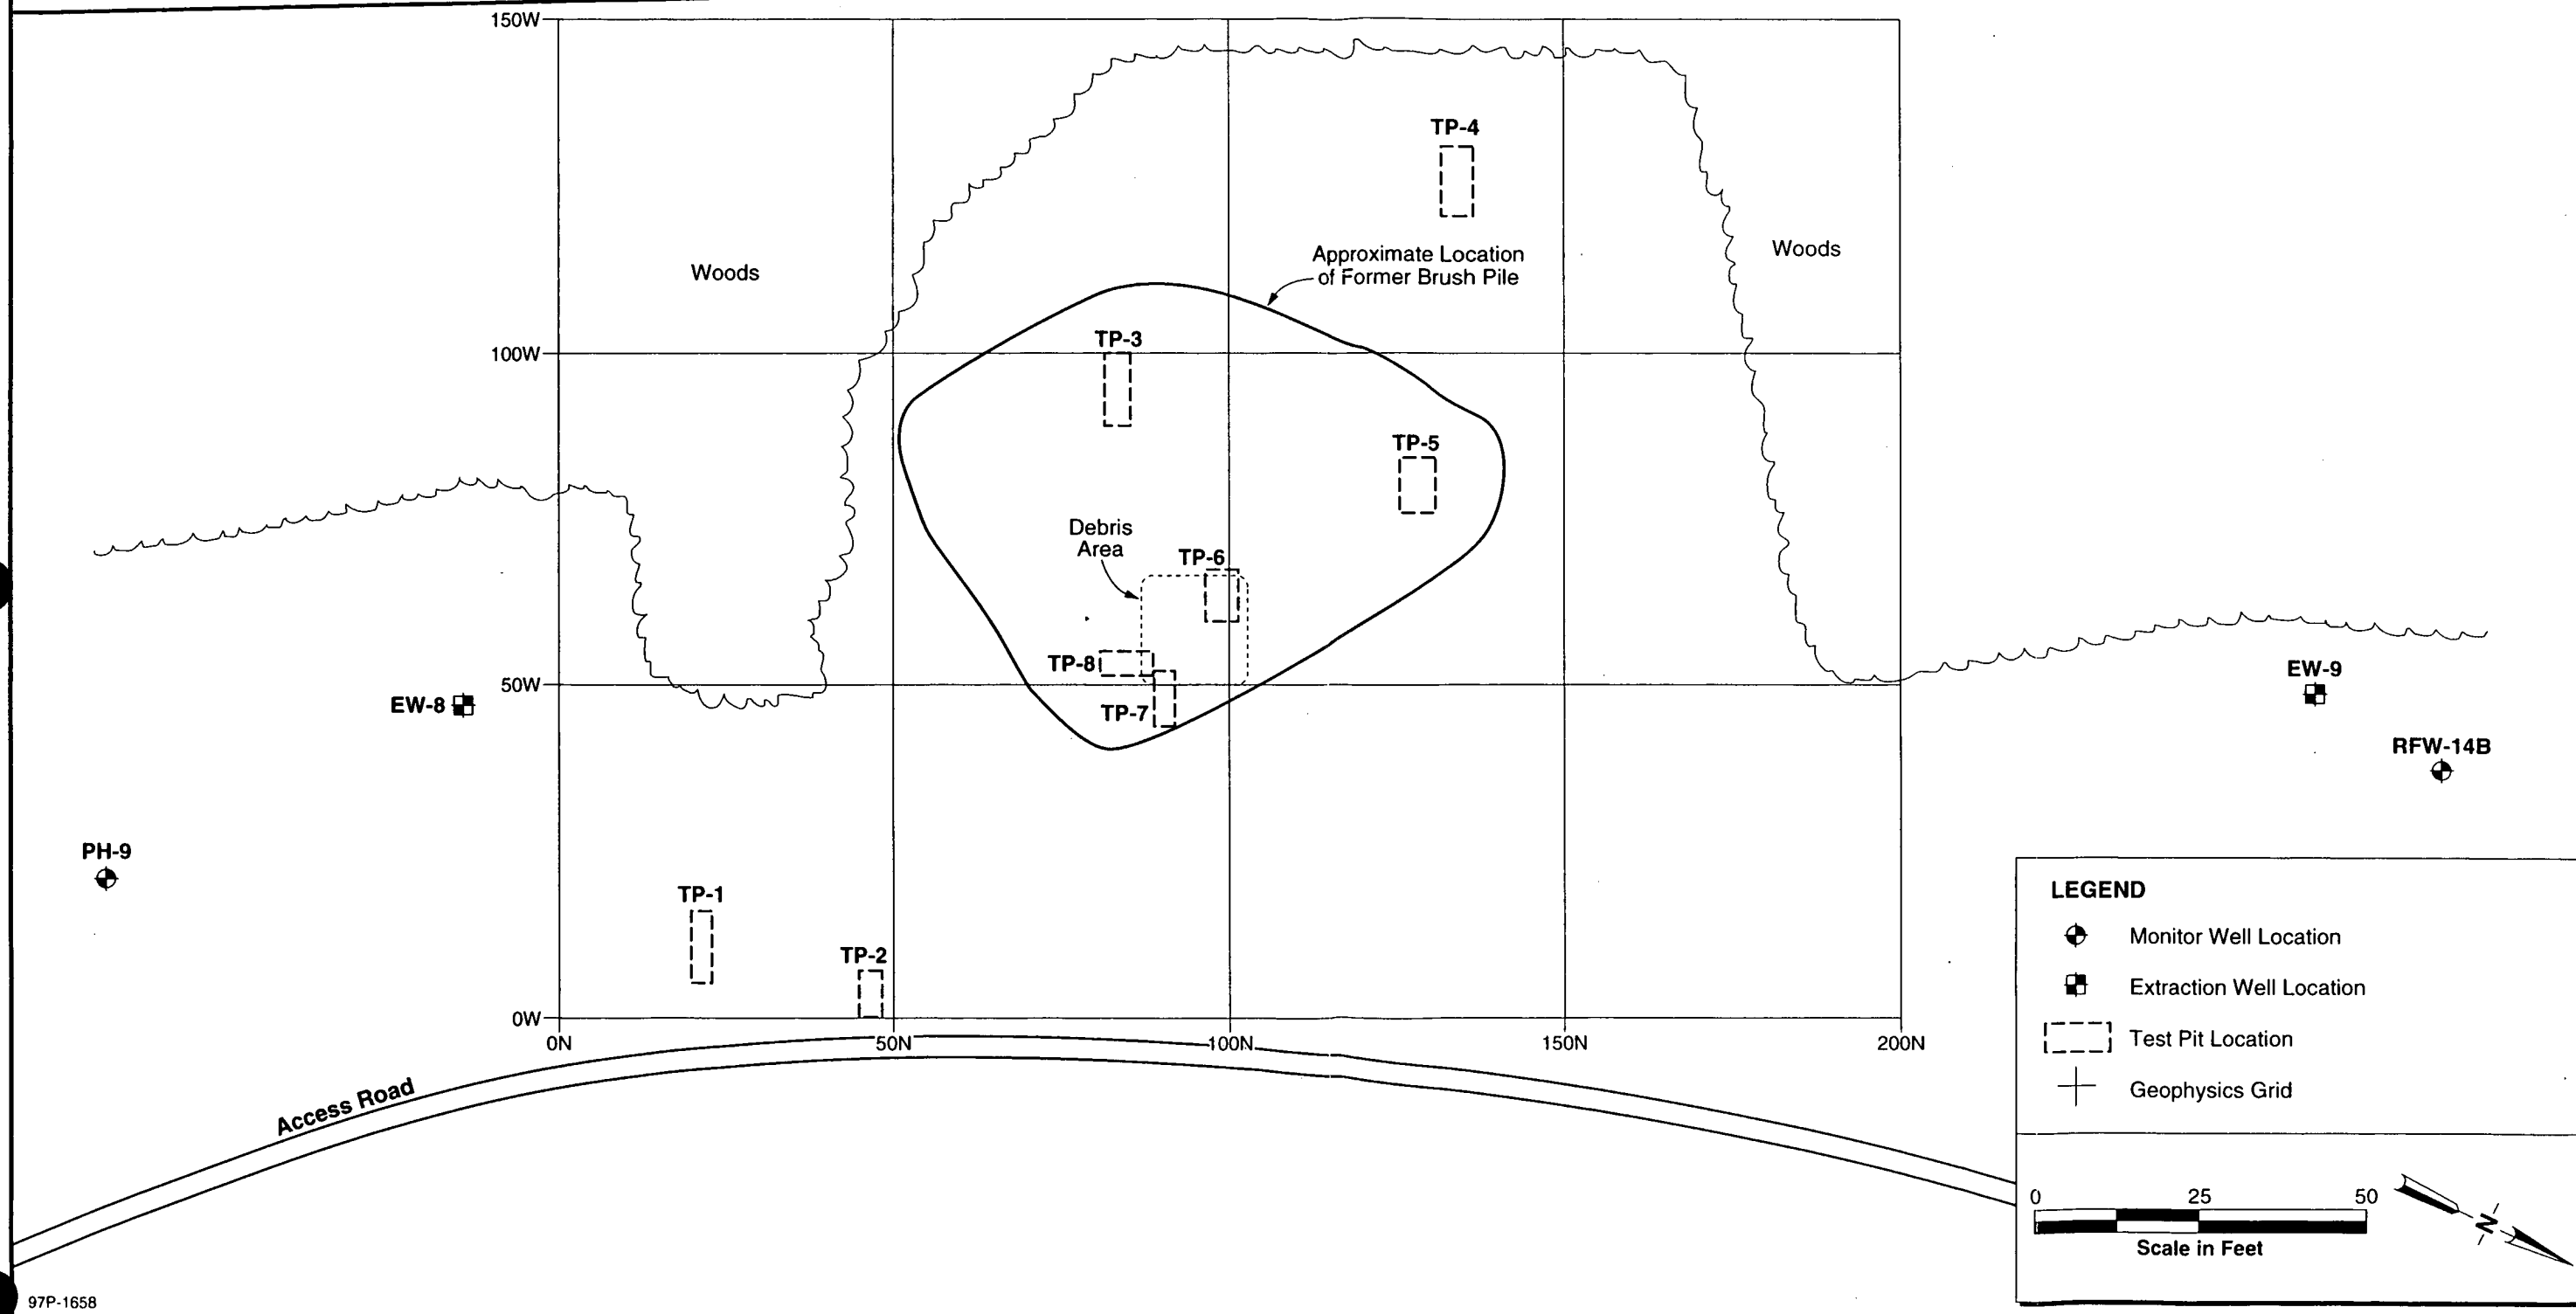 150W
TP-4
Woods
Approximate Location
of Former Brush Pile
Woods
100W
TP-3
TP-5
Debris
Area
TP-6
TP-8
50W
TP-7
EW-8
EW-9
RFW-14B
PH-9
TP-1
TP-2
0W
0N
50N
100N
150N
200N
Access Road
LEGEND
Monitor Well Location
Extraction Well Location
Test Pit Location
Geophysics Grid
0 25 50
Scale in Feet
N
97P-1658